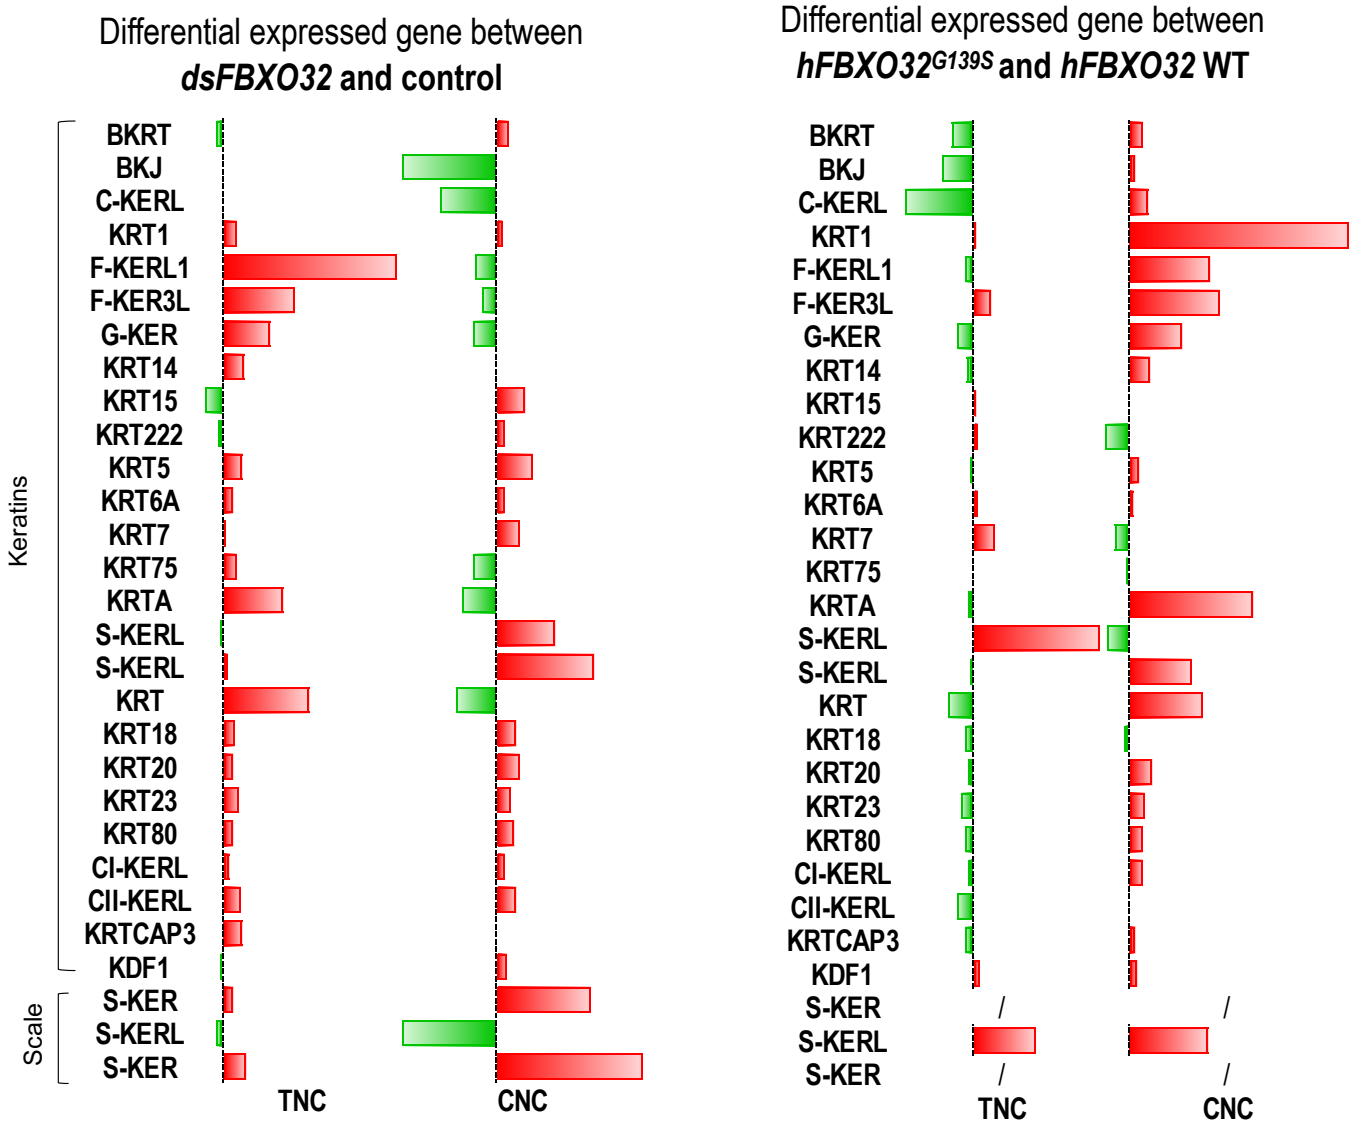 Differential expressed gene between
dsFBXO32 and control
BKRT
BKJ
C-KERL
KRT1
F-KERL1
F-KER3L
G-KER
KRT14
KRT15
KRT222
KRT5
KRT6A
KRT7
KRT75
KRTA
S-KERL
S-KERL
KRT
KRT18
KRT20
KRT23
KRT80
CI-KERL
CII-KERL
KRTCAP3
KDF1
S-KER
S-KERL
S-KER
Keratins
Scale
TNC CNC
Differential expressed gene between
hFBXO32G139S and hFBXO32 WT
BKRT
BKJ
C-KERL
KRT1
F-KERL1
F-KER3L
G-KER
KRT14
KRT15
KRT222
KRT5
KRT6A
KRT7
KRT75
KRTA
S-KERL
S-KERL
KRT
KRT18
KRT20
KRT23
KRT80
CI-KERL
CII-KERL
KRTCAP3
KDF1
S-KER / /
S-KERL
S-KER / /
TNC CNC